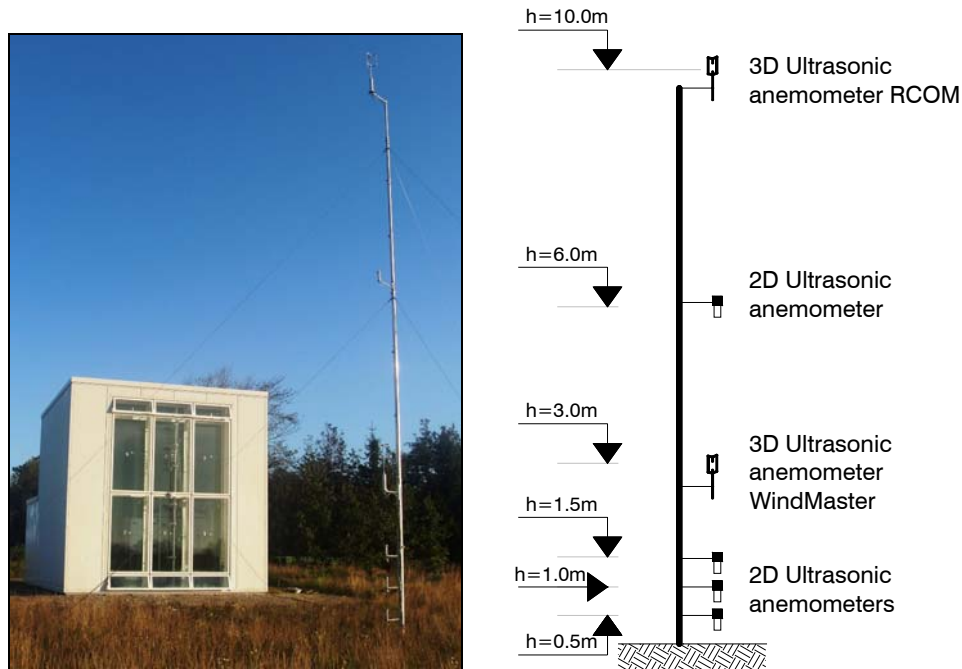 h=10.0m
3D Ultrasonic
anemometer RCOM
h=6.0m
2D Ultrasonic
anemometer
h=3.0m
3D Ultrasonic
anemometer
WindMaster
h=1.5m
h=1.0m
2D Ultrasonic
anemometers
h=0.5m